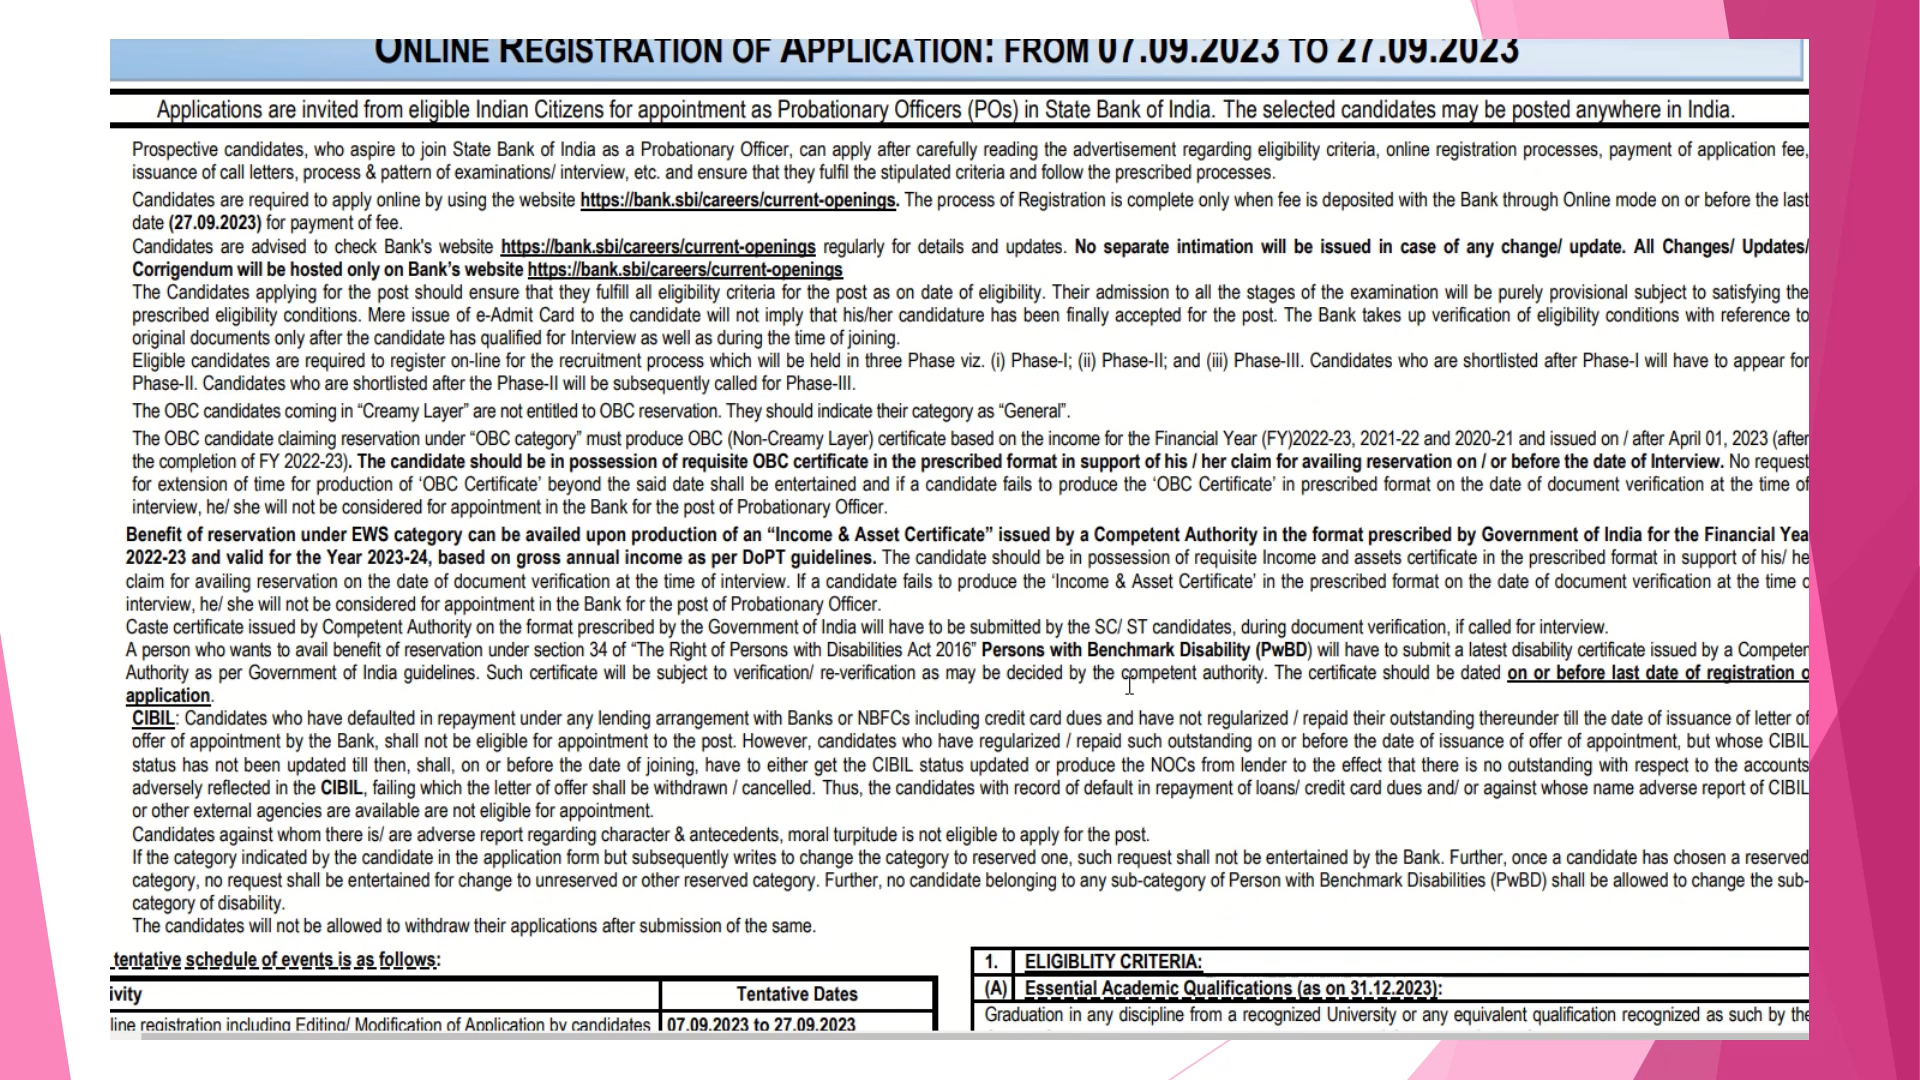 ONLINE REGISTRATION OF APPLICATION: FROM 07.09.2023 TO 27.09.2023
Applications are invited from eligible Indian Citizens for appointment as Probationary Officers (POs) in State Bank of India. The selected candidates may be posted anywhere in India.
Prospective candidates, who aspire to join State Bank of India as a Probationary Officer, can apply after carefully reading the advertisement regarding eligibility criteria, online registration processes, payment of application fee,
issuance of call letters, process & pattern of examinations/ interview, etc. and ensure that they fulfil the stipulated criteria and follow the prescribed processes.
Candidates are required to apply online by using the website https://bank.sbi/careers/current-openings. The process of Registration is complete only when fee is deposited with the Bank through Online mode on or before the last
date (27.09.2023) for payment of fee.
Candidates are advised to check Bank's website https://bank.sbi/careers/current-openings regularly for details and updates. No separate intimation will be issued in case of any change/ update. All Changes/ Updates/
Corrigendum will be hosted only on Bank’s website https://bank.sbi/careers/current-openings
The Candidates applying for the post should ensure that they fulfill all eligibility criteria for the post as on date of eligibility. Their admission to all the stages of the examination will be purely provisional subject to satisfying the
prescribed eligibility conditions. Mere issue of e-Admit Card to the candidate will not imply that his/her candidature has been finally accepted for the post. The Bank takes up verification of eligibility conditions with reference to
original documents only after the candidate has qualified for Interview as well as during the time of joining.
Eligible candidates are required to register on-line for the recruitment process which will be held in three Phase viz. (i) Phase-I; (ii) Phase-II; and (iii) Phase-III. Candidates who are shortlisted after Phase-I will have to appear for
Phase-II. Candidates who are shortlisted after the Phase-II will be subsequently called for Phase-III.
The OBC candidates coming in “Creamy Layer” are not entitled to OBC reservation. They should indicate their category as “General”.
The OBC candidate claiming reservation under “OBC category” must produce OBC (Non-Creamy Layer) certificate based on the income for the Financial Year (FY)2022-23, 2021-22 and 2020-21 and issued on / after April 01, 2023 (after
the completion of FY 2022-23). The candidate should be in possession of requisite OBC certificate in the prescribed format in support of his / her claim for availing reservation on / or before the date of Interview. No request
for extension of time for production of ‘OBC Certificate’ beyond the said date shall be entertained and if a candidate fails to produce the ‘OBC Certificate’ in prescribed format on the date of document verification at the time of
interview, he/ she will not be considered for appointment in the Bank for the post of Probationary Officer.
Benefit of reservation under EWS category can be availed upon production of an “Income & Asset Certificate” issued by a Competent Authority in the format prescribed by Government of India for the Financial Yea
2022-23 and valid for the Year 2023-24, based on gross annual income as per DoPT guidelines. The candidate should be in possession of requisite Income and assets certificate in the prescribed format in support of his/ he
claim for availing reservation on the date of document verification at the time of interview. If a candidate fails to produce the ‘Income & Asset Certificate’ in the prescribed format on the date of document verification at the time o
interview, he/ she will not be considered for appointment in the Bank for the post of Probationary Officer.
Caste certificate issued by Competent Authority on the format prescribed by the Government of India will have to be submitted by the SC/ ST candidates, during document verification, if called for interview.
A person who wants to avail benefit of reservation under section 34 of “The Right of Persons with Disabilities Act 2016” Persons with Benchmark Disability (PwBD) will have to submit a latest disability certificate issued by a Competen
Authority as per Government of India guidelines. Such certificate will be subject to verification/ re-verification as may be decided by the competent authority. The certificate should be dated on or before last date of registration o
application.
CIBIL: Candidates who have defaulted in repayment under any lending arrangement with Banks or NBFCs including credit card dues and have not regularized / repaid their outstanding thereunder till the date of issuance of letter of
offer of appointment by the Bank, shall not be eligible for appointment to the post. However, candidates who have regularized / repaid such outstanding on or before the date of issuance of offer of appointment, but whose CIBIL
status has not been updated till then, shall, on or before the date of joining, have to either get the CIBIL status updated or produce the NOCs from lender to the effect that there is no outstanding with respect to the accounts
adversely reflected in the CIBIL, failing which the letter of offer shall be withdrawn / cancelled. Thus, the candidates with record of default in repayment of loans/ credit card dues and/ or against whose name adverse report of CIBIL
or other external agencies are available are not eligible for appointment.
Candidates against whom there is/ are adverse report regarding character & antecedents, moral turpitude is not eligible to apply for the post.
If the category indicated by the candidate in the application form but subsequently writes to change the category to reserved one, such request shall not be entertained by the Bank. Further, once a candidate has chosen a reserved
category, no request shall be entertained for change to unreserved or other reserved category. Further, no candidate belonging to any sub-category of Person with Benchmark Disabilities (PwBD) shall be allowed to change the sub-
category of disability.
The candidates will not be allowed to withdraw their applications after submission of the same.
tentative schedule of events is as follows:
ivity Tentative Dates
line registration including Editing/ Modification of Application by candidates 07.09.2023 to 27.09.2023
1. ELIGIBLITY CRITERIA:
(A) Essential Academic Qualifications (as on 31.12.2023):
Graduation in any discipline from a recognized University or any equivalent qualification recognized as such by the